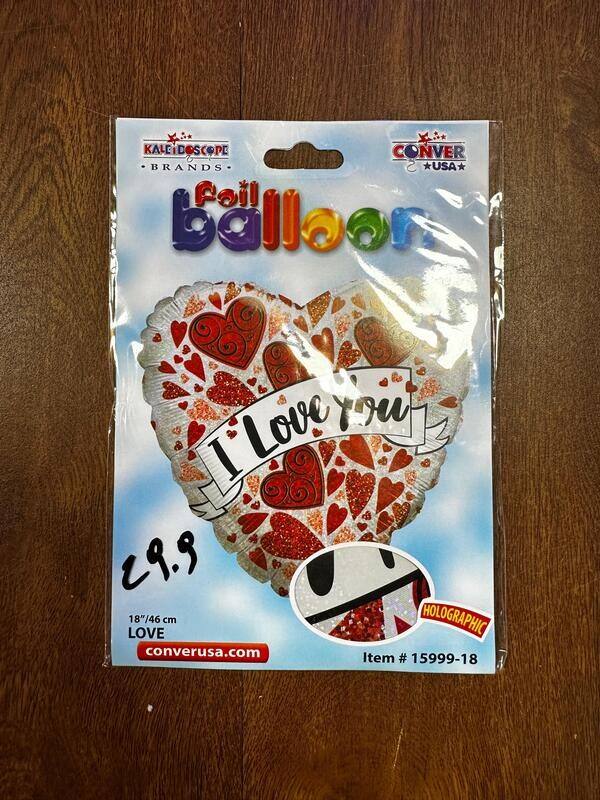 KALEIDOSCOPE
BRANDS
CONVER
USA
foil
balloon
I Love You
29.9
HOLOGRAPHIC
18"/46 cm
LOVE
converusa.com
Item # 15999-18